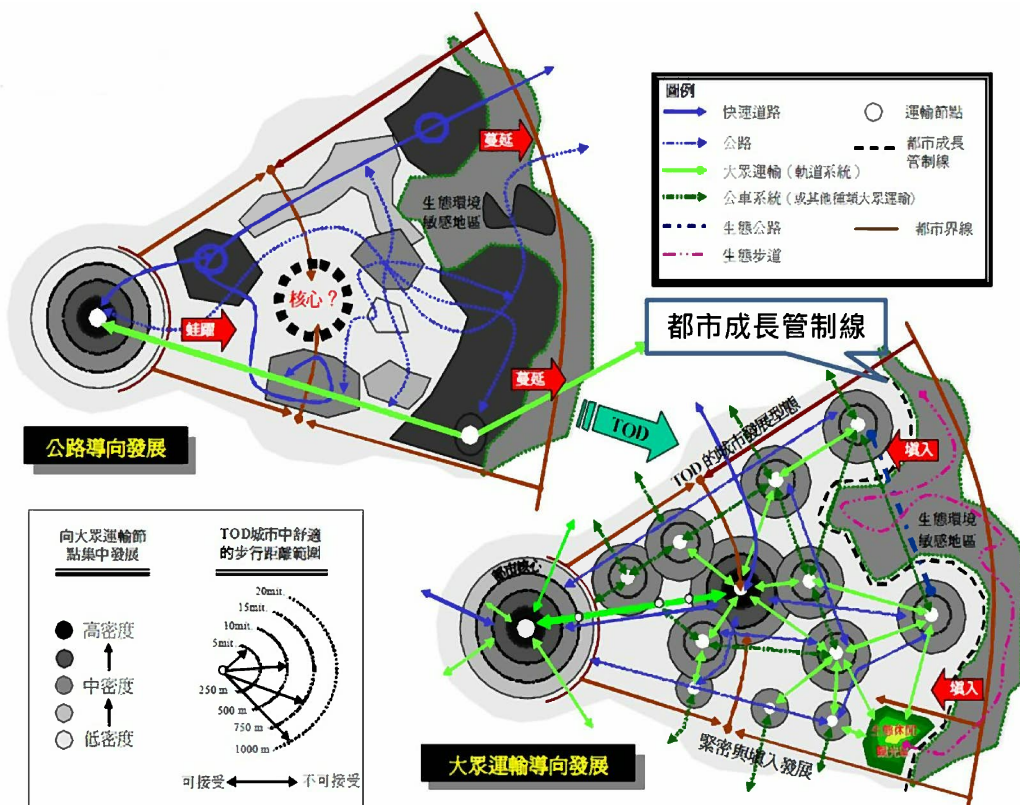 圖例
快速道路
運輸節點
公路
都市成長
管制線
大眾運輸（軌道系統）
公車系統（或其他種類大眾運輸）
生態公路
都市界線
生態步道
蔓延
生態環境
敏感地區
核心？
蛙躍
蔓延
公路導向發展
TOD
都市成長管制線
TOD 的城市發展型態
填入
生態環境
敏感地區
填入
緊密與填入發展
大眾運輸導向發展
向大眾運輸節
點集中發展
高密度
中密度
低密度
TOD城市中舒適
的步行距離範圍
20mit.
15mit.
10mit.
5mit.
250 m
500 m
750 m
1000 m
可接受
不可接受